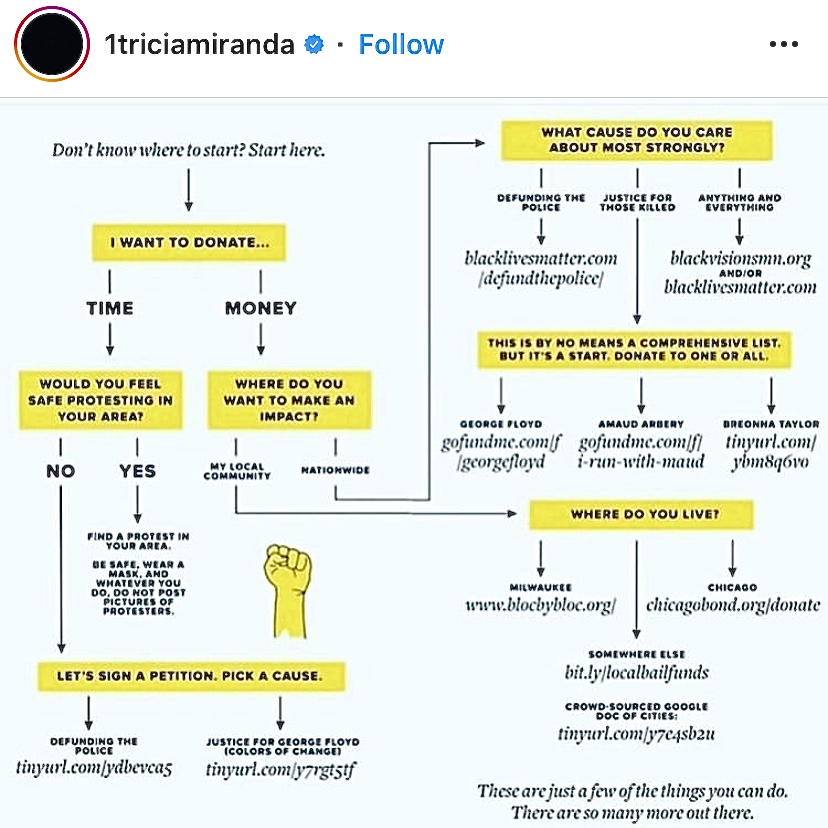 1triciamiranda · Follow
Don't know where to start? Start here.
I WANT TO DONATE...
TIME
MONEY
WOULD YOU FEEL
SAFE PROTESTING IN
YOUR AREA?
WHERE DO YOU
WANT TO MAKE AN
IMPACT?
NO
YES
MY LOCAL
COMMUNITY
NATIONWIDE
FIND A PROTEST IN
YOUR AREA.
BE SAFE, WEAR A
MASK, AND
WHATEVER YOU
DO, DO NOT POST
PICTURES OF
PROTESTERS.
LET'S SIGN A PETITION. PICK A CAUSE.
DEFUNDING THE
POLICE
tinyurl.com/ydbevca5
JUSTICE FOR GEORGE FLOYD
(COLORS OF CHANGE)
tinyurl.com/y7rgt5tf
WHAT CAUSE DO YOU CARE
ABOUT MOST STRONGLY?
DEFUNDING THE
POLICE
blacklivesmatter.com
/defundthepolice/
JUSTICE FOR
THOSE KILLED
ANYTHING AND
EVERYTHING
blackvisionsmn.org
AND/OR
blacklivesmatter.com
THIS IS BY NO MEANS A COMPREHENSIVE LIST.
BUT IT'S A START. DONATE TO ONE OR ALL.
GEORGE FLOYD
gofundme.com/f
/georgefloyd
AMAUD ARBERY
gofundme.com/f/
i-run-with-maud
BREONNA TAYLOR
tinyurl.com/
ybm8q6vo
WHERE DO YOU LIVE?
MILWAUKEE
www.blocbybloc.org/
CHICAGO
chicagobond.org/donate
SOMEWHERE ELSE
bit.ly/localbailfunds
CROWD-SOURCED GOOGLE
DOC OF CITIES:
tinyurl.com/y7e4sb2u
These are just a few of the things you can do.
There are so many more out there.